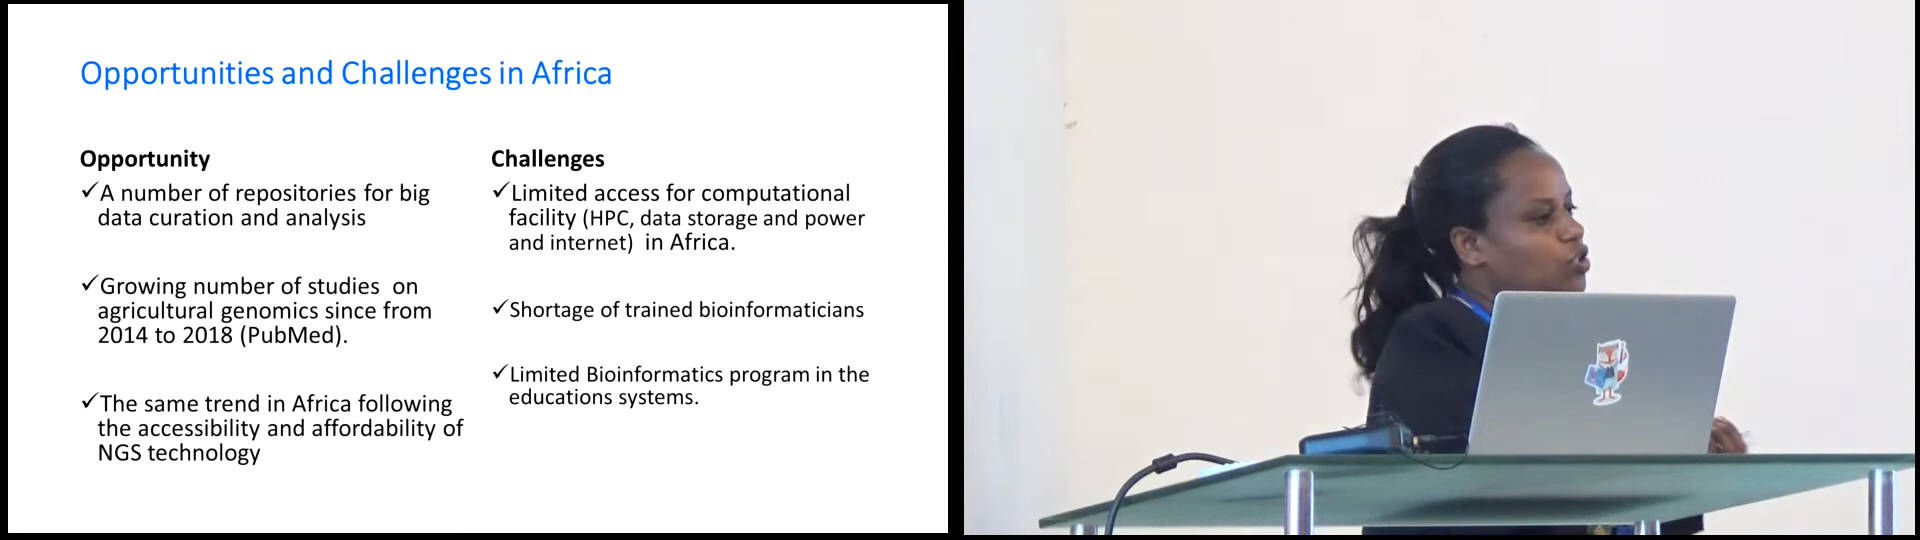 Opportunities and Challenges in Africa
Opportunity
✓A number of repositories for big
data curation and analysis
✓Growing number of studies on
agricultural genomics since from
2014 to 2018 (PubMed).
✓The same trend in Africa following
the accessibility and affordability of
NGS technology
Challenges
✓Limited access for computational
facility (HPC, data storage and power
and internet) in Africa.
✓Shortage of trained bioinformaticians
✓Limited Bioinformatics program in the
educations systems.